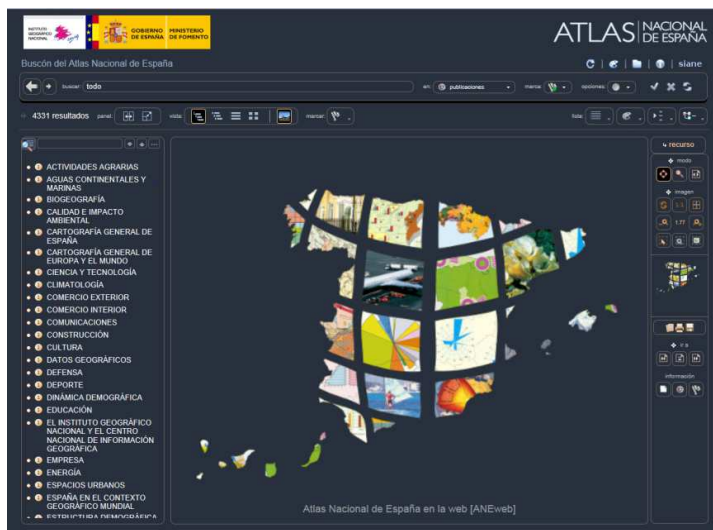 INSTITUTO
GEOGRÁFICO
NACIONAL
GOBIERNO
DE ESPAÑA
MINISTERIO
DE FOMENTO
ATLAS NACIONAL
DE ESPAÑA
Buscón del Atlas Nacional de España
siane
buscar: todo
en: publicaciones
marca:
opciones:
4331 resultados
panel:
vista:
marcar:
lista:
recurso
modo
imagen
1:1
1.77
ir a
información
ACTIVIDADES AGRARIAS
AGUAS CONTINENTALES Y
MARINAS
BIOGEOGRAFÍA
CALIDAD E IMPACTO
AMBIENTAL
CARTOGRAFÍA GENERAL DE
ESPAÑA
CARTOGRAFÍA GENERAL DE
EUROPA Y EL MUNDO
CIENCIA Y TECNOLOGÍA
CLIMATOLOGÍA
COMERCIO EXTERIOR
COMERCIO INTERIOR
COMUNICACIONES
CONSTRUCCIÓN
CULTURA
DATOS GEOGRÁFICOS
DEFENSA
DEPORTE
DINÁMICA DEMOGRÁFICA
EDUCACIÓN
EL INSTITUTO GEOGRÁFICO
NACIONAL Y EL CENTRO
NACIONAL DE INFORMACIÓN
GEOGRÁFICA
EMPRESA
ENERGÍA
ESPACIOS URBANOS
ESPAÑA EN EL CONTEXTO
GEOGRÁFICO MUNDIAL
ESTRUCTURA DEMOGRÁFICA
Atlas Nacional de España en la web [ANEweb]